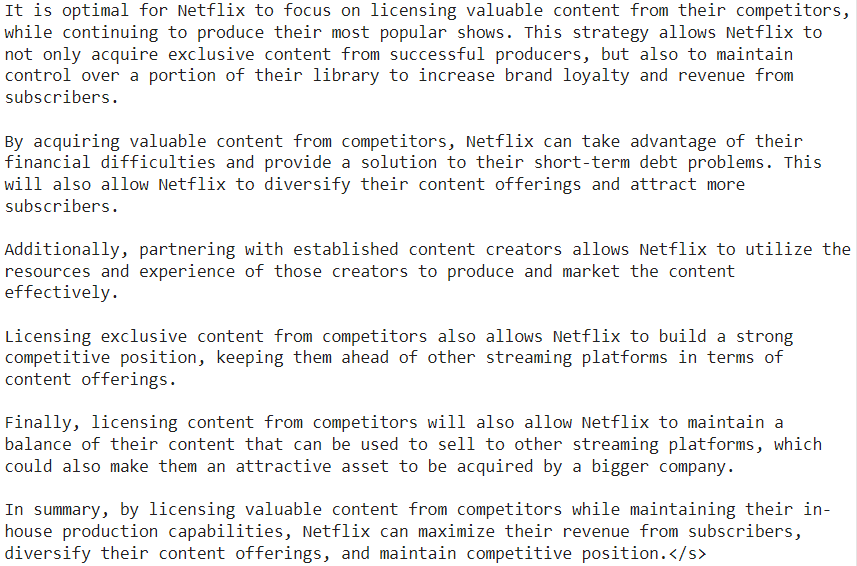 It is optimal for Netflix to focus on licensing valuable content from their competitors,
while continuing to produce their most popular shows. This strategy allows Netflix to
not only acquire exclusive content from successful producers, but also to maintain
control over a portion of their library to increase brand loyalty and revenue from
subscribers.
By acquiring valuable content from competitors, Netflix can take advantage of their
financial difficulties and provide a solution to their short-term debt problems. This
will also allow Netflix to diversify their content offerings and attract more
subscribers.
Additionally, partnering with established content creators allows Netflix to utilize the
resources and experience of those creators to produce and market the content
effectively.
Licensing exclusive content from competitors also allows Netflix to build a strong
competitive position, keeping them ahead of other streaming platforms in terms of
content offerings.
Finally, licensing content from competitors will also allow Netflix to maintain a
balance of their content that can be used to sell to other streaming platforms, which
could also make them an attractive asset to be acquired by a bigger company.
In summary, by licensing valuable content from competitors while maintaining their in-
house production capabilities, Netflix can maximize their revenue from subscribers,
diversify their content offerings, and maintain competitive position.</s>